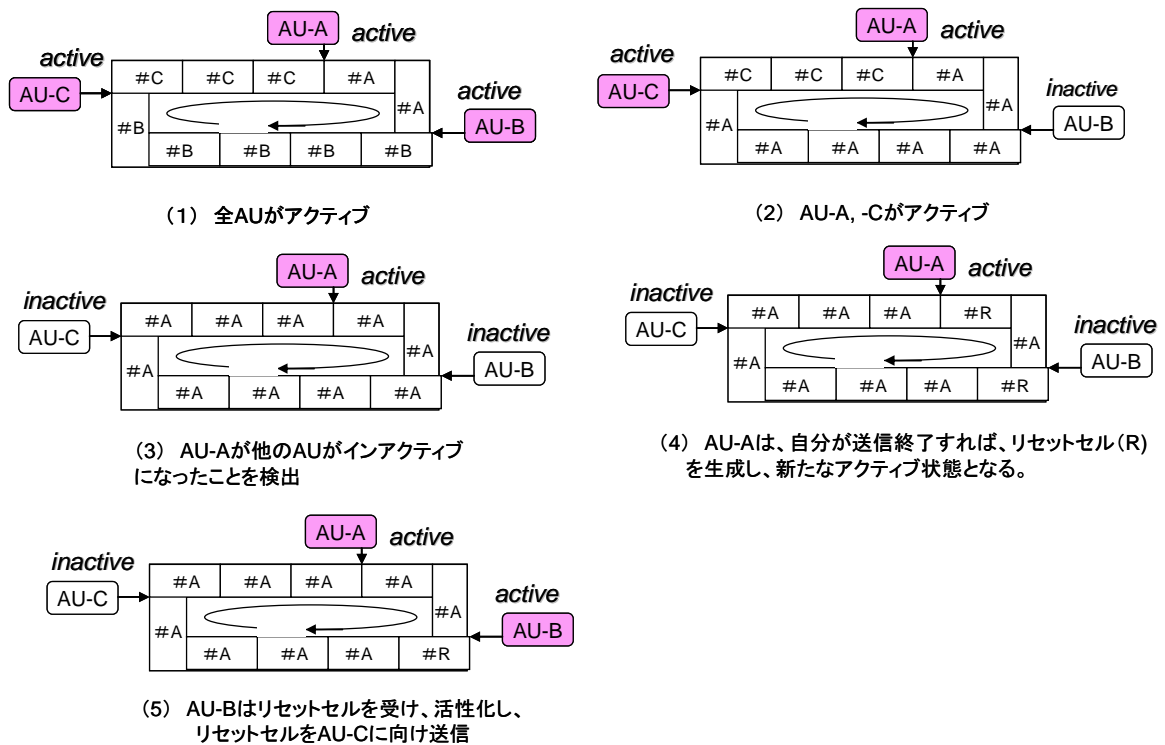 AU-A
active
active
AU-C
#C #C #C #A
active
#A
AU-B
#B
#B #B #B #B
(1) 全AUがアクティブ
AU-A
active
active
AU-C
#C #C #C #A
inactive
#A
AU-B
#A
#A #A #A #A
(2) AU-A, -Cがアクティブ
AU-A
active
inactive
AU-C
#A #A #A #A
inactive
#A
AU-B
#A
#A #A #A #A
(3) AU-Aが他のAUがインアクティブ
になったことを検出
AU-A
active
inactive
AU-C
#A #A #A #R
inactive
#A
AU-B
#A
#A #A #A #R
(4) AU-Aは、自分が送信終了すれば、リセットセル(R)
を生成し、新たなアクティブ状態となる。
AU-A
active
inactive
AU-C
#A #A #A #A
active
#A
AU-B
#A
#A #A #A #R
(5) AU-Bはリセットセルを受け、活性化し、
リセットセルをAU-Cに向け送信